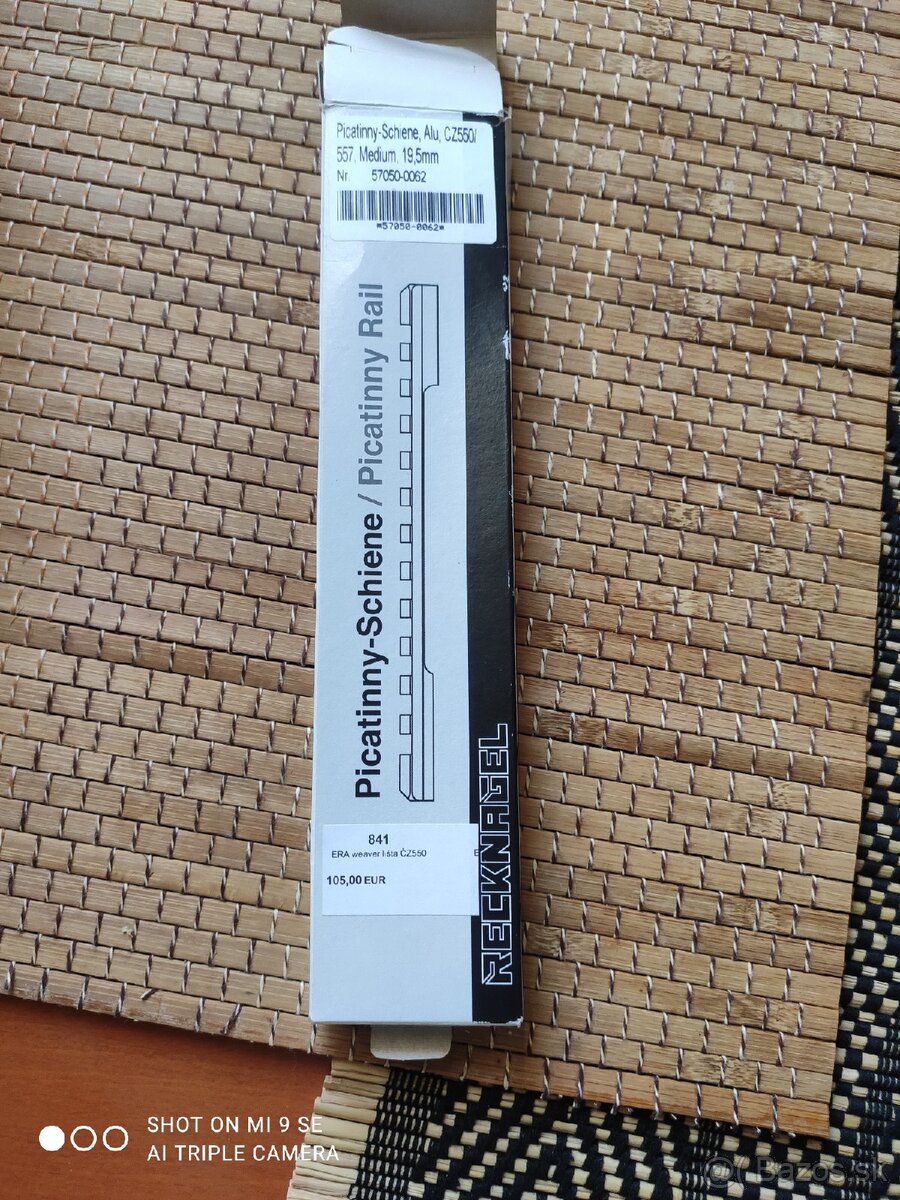 Picatinny-Schiene, Alu, CZ550/
557, Medium, 19,5mm
Nr. 57050-0062
*57050-0062*
Picatinny-Schiene / Picatinny Rail
RECKNAGEL
841
ERA weaver lišta CZ550 E
105,00 EUR
SHOT ON MI 9 SE
AI TRIPLE CAMERA
Bazos.sk